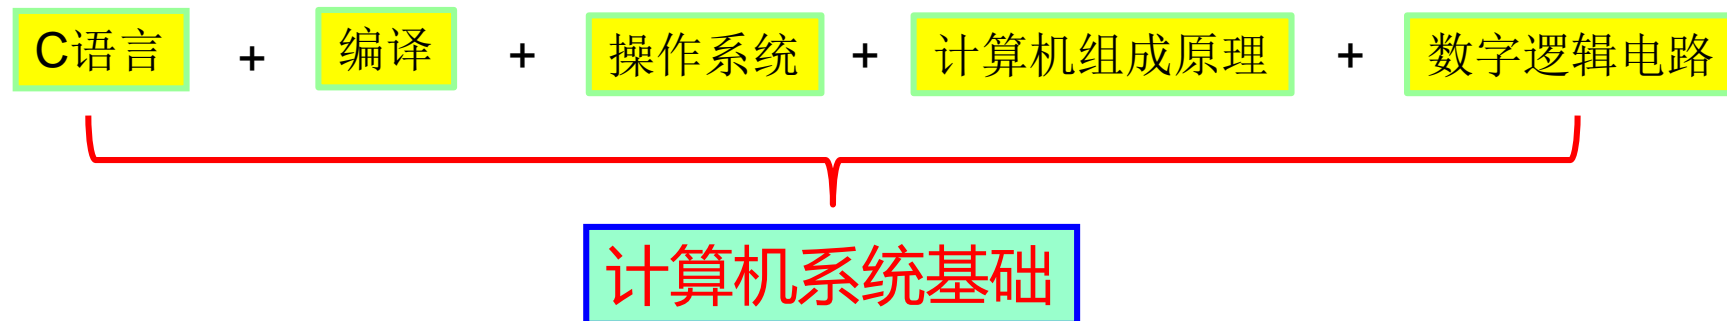 C语言 + 编译 + 操作系统 + 计算机组成原理 + 数字逻辑电路
计算机系统基础